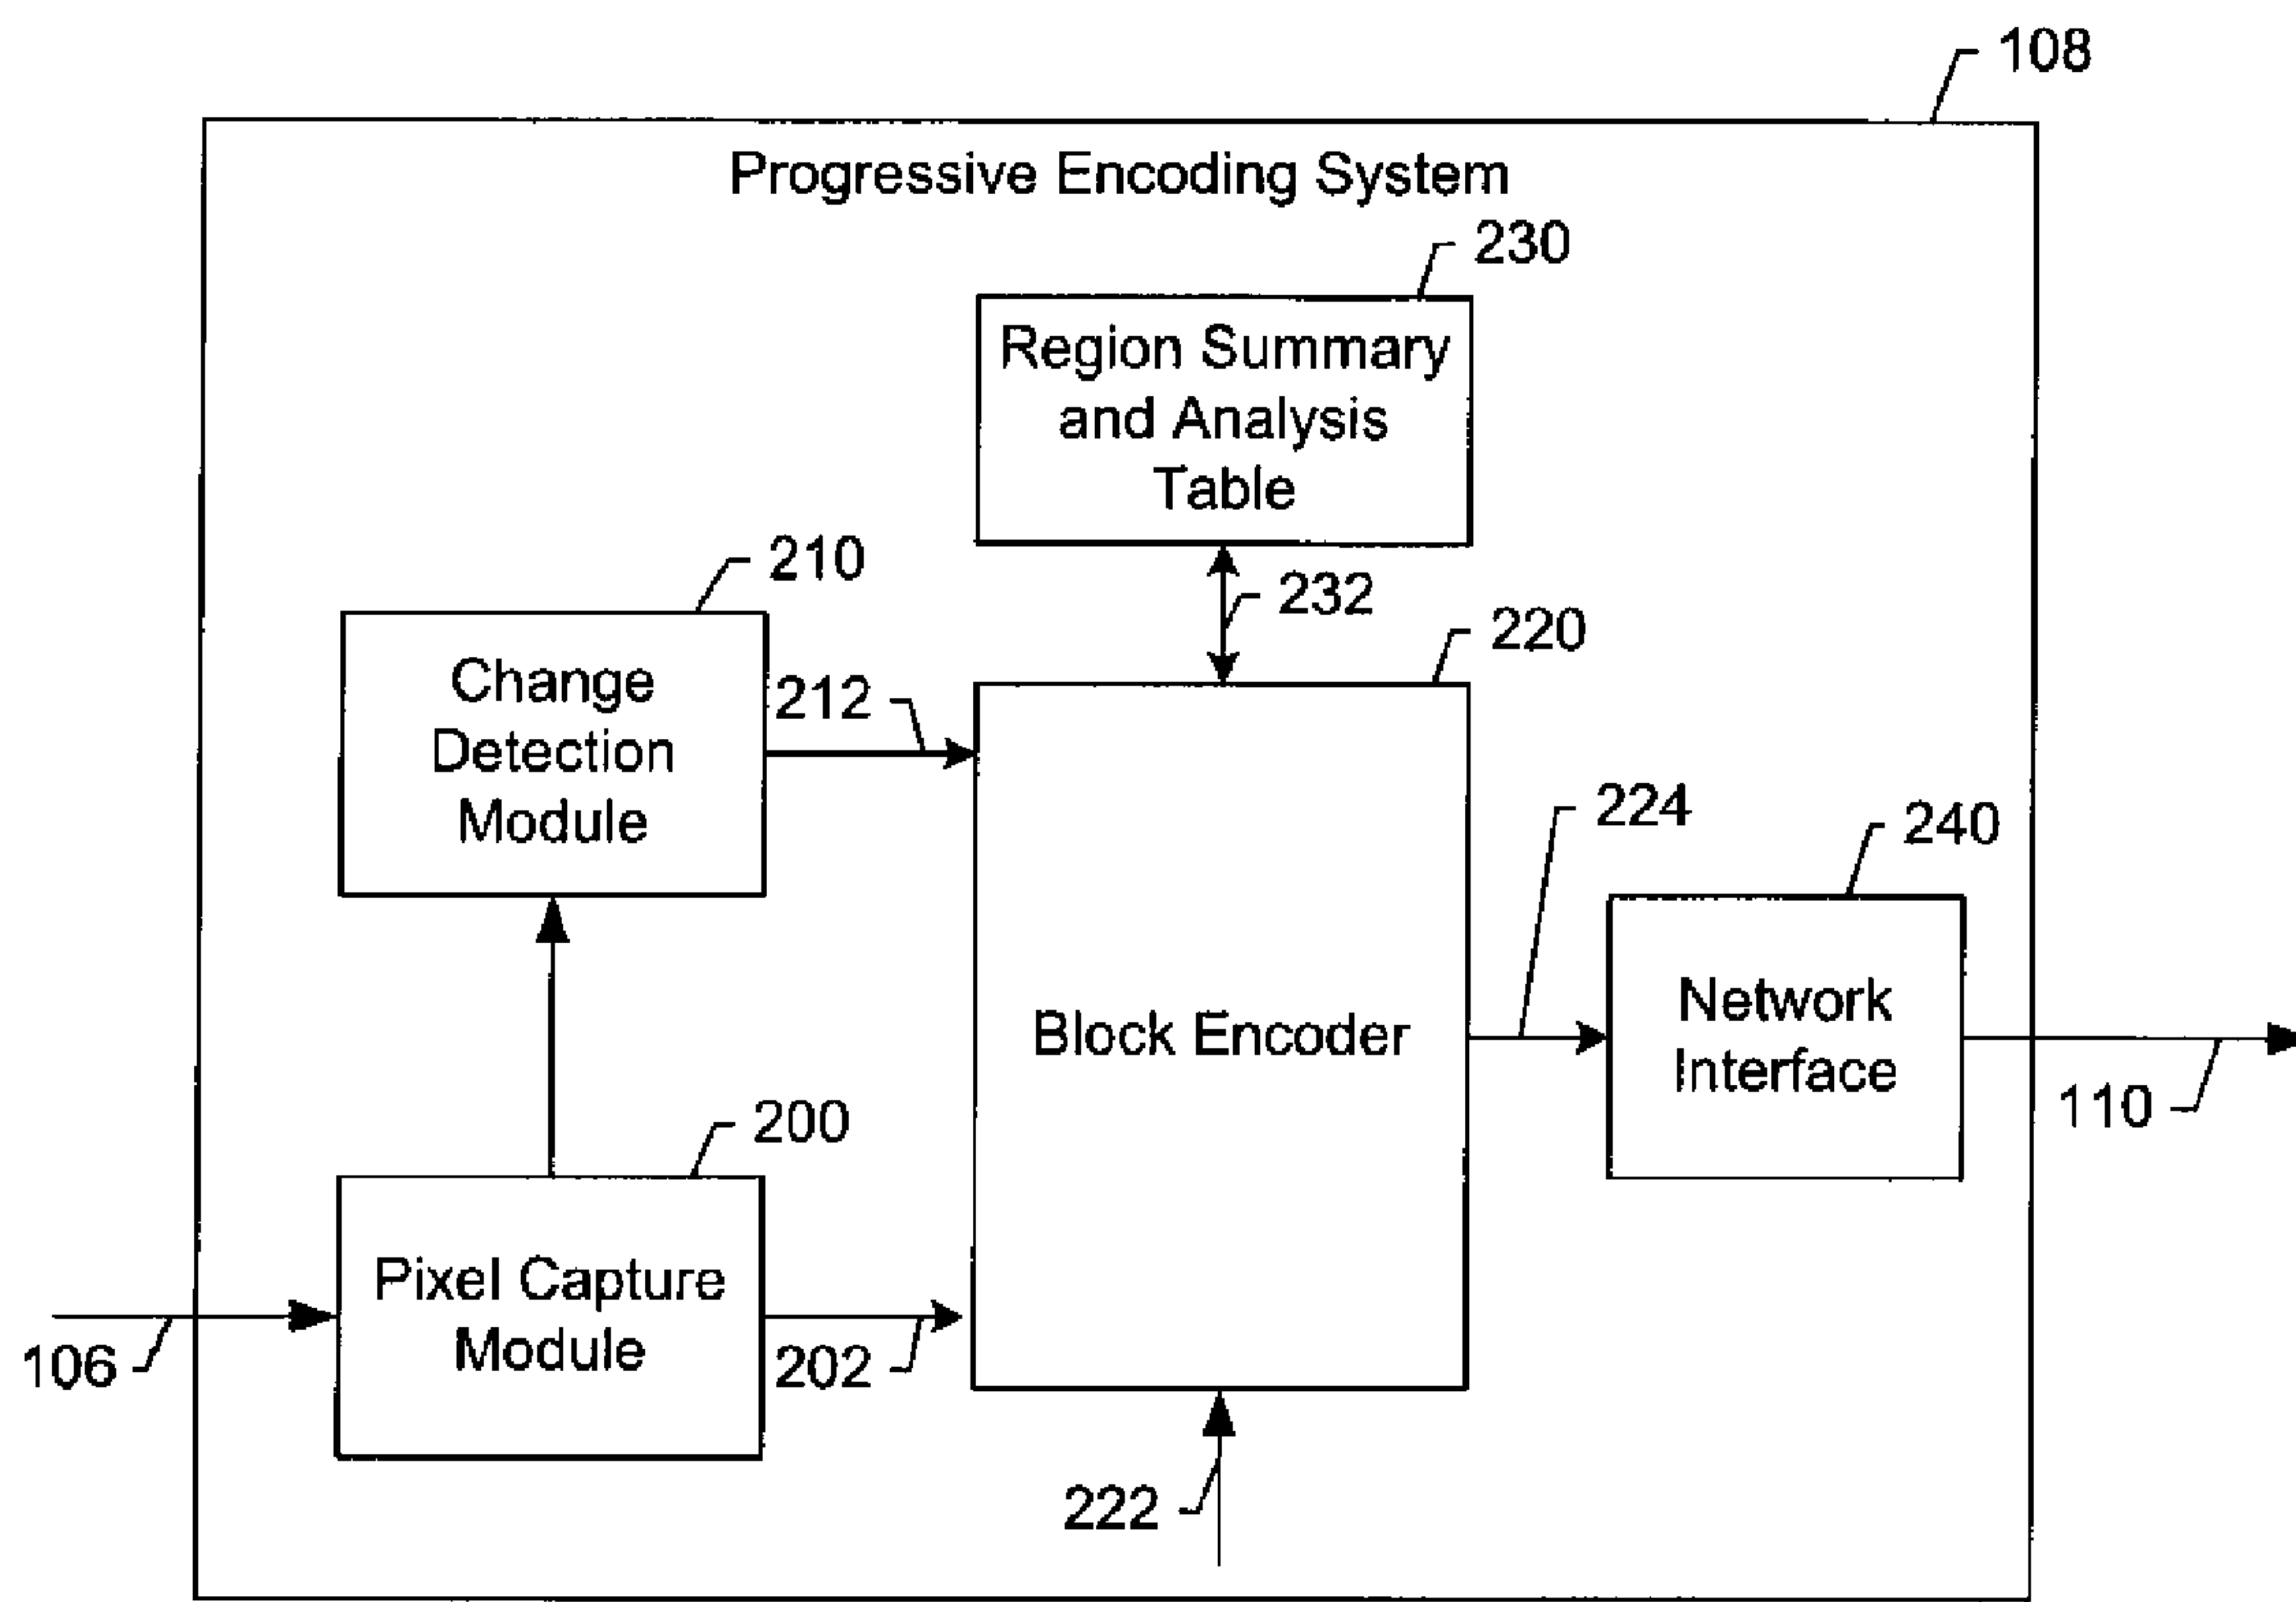 108
Progressive Encoding System
230
Region Summary
and Analysis
Table
210
232
220
Change
Detection
Module
212
224
240
Block Encoder
Network
Interface
110
200
Pixel Capture
Module
106
202
222